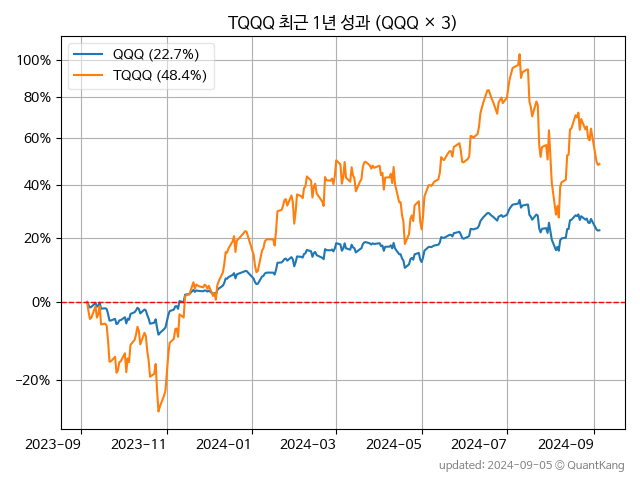 TQQQ 최근 1년 성과 (QQQ × 3)
QQQ (22.7%)
TQQQ (48.4%)
100%
80%
60%
40%
20%
0%
−20%
2023-09 2023-11 2024-01 2024-03 2024-05 2024-07 2024-09
updated: 2024-09-05 © QuantKang